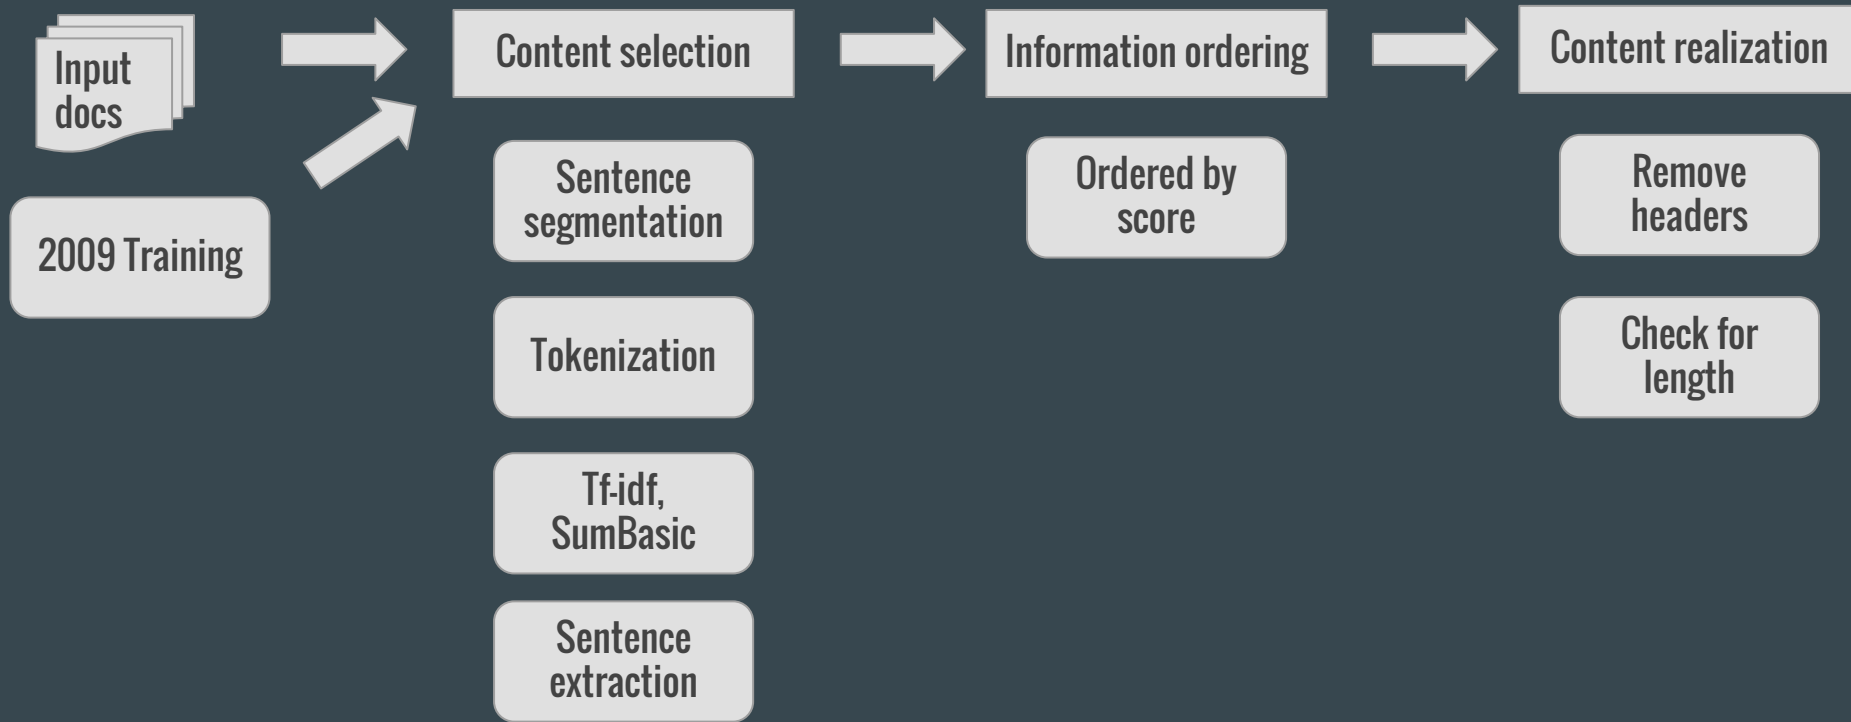 Input
docs
2009 Training
Content selection
Sentence
segmentation
Tokenization
Tf-idf,
SumBasic
Sentence
extraction
Information ordering
Ordered by
score
Content realization
Remove
headers
Check for
length